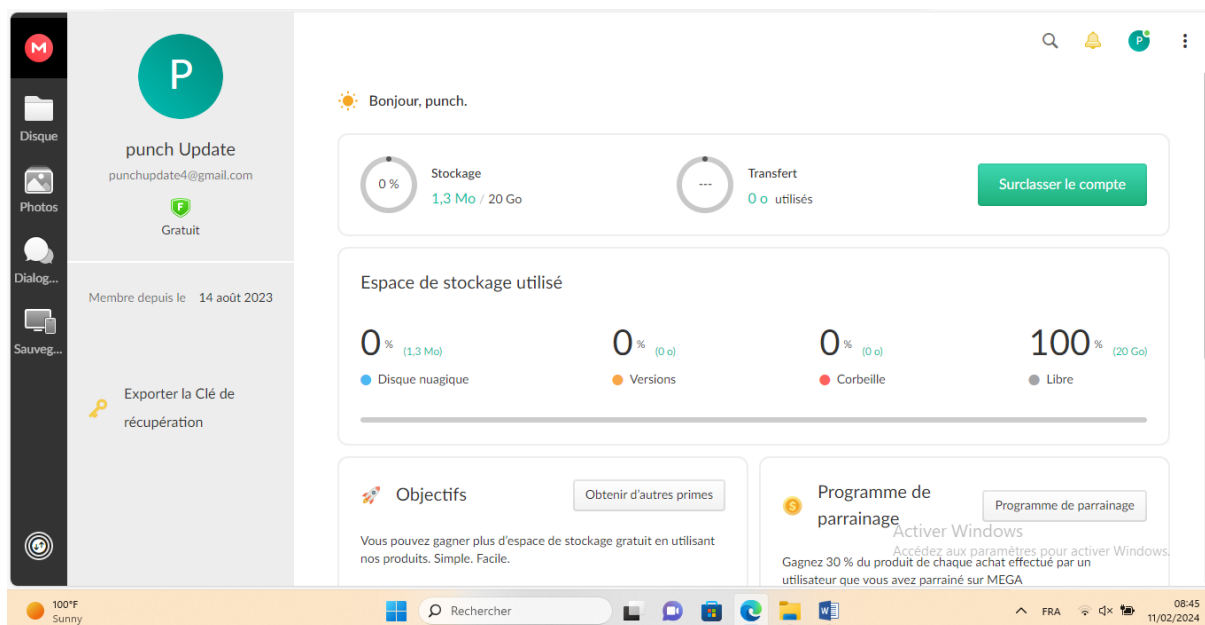 M
Disque
Photos
Dialog...
Sauveg...
P
punch Update
punchupdate4@gmail.com
F
Gratuit
Membre depuis le 14 août 2023
Exporter la Clé de
récupération
P
Bonjour, punch.
0 %
Stockage
1,3 Mo / 20 Go
---
Transfert
0 o utilisés
Surclasser le compte
Espace de stockage utilisé
0 % (1,3 Mo)
Disque nuagique
0 % (0 o)
Versions
0 % (0 o)
Corbeille
100 % (20 Go)
Libre
Objectifs
Obtenir d'autres primes
Vous pouvez gagner plus d'espace de stockage gratuit en utilisant
nos produits. Simple. Facile.
$
Programme de
parrainage
Programme de parrainage
Gagnez 30 % du produit de chaque achat effectué par un
utilisateur que vous avez parrainé sur MEGA
Activer Windows
Accédez aux paramètres pour activer Windows.
100°F
Sunny
Rechercher
W
FRA
08:45
11/02/2024